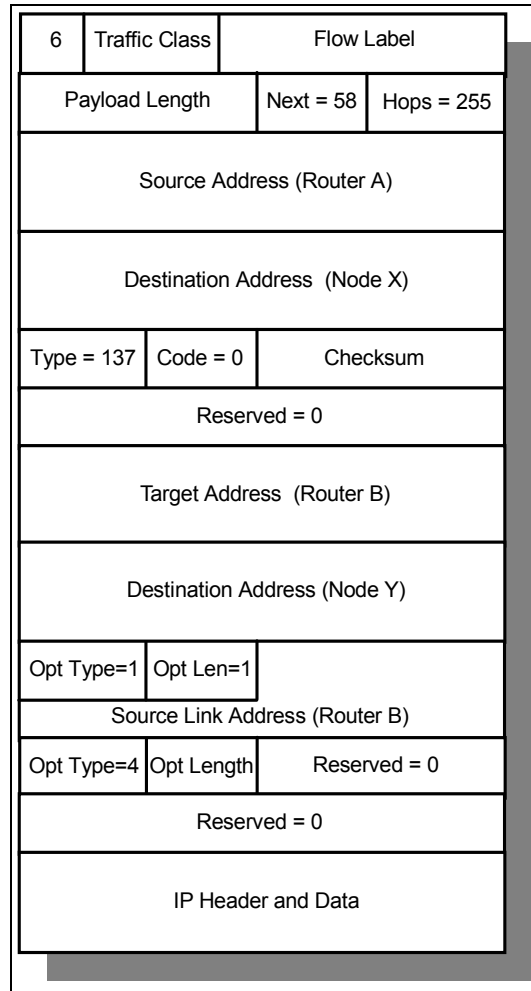 6 Traffic Class Flow Label
Payload Length Next = 58 Hops = 255
Source Address (Router A)
Destination Address (Node X)
Type = 137 Code = 0 Checksum
Reserved = 0
Target Address (Router B)
Destination Address (Node Y)
Opt Type=1 Opt Len=1
Source Link Address (Router B)
Opt Type=4 Opt Length Reserved = 0
Reserved = 0
IP Header and Data